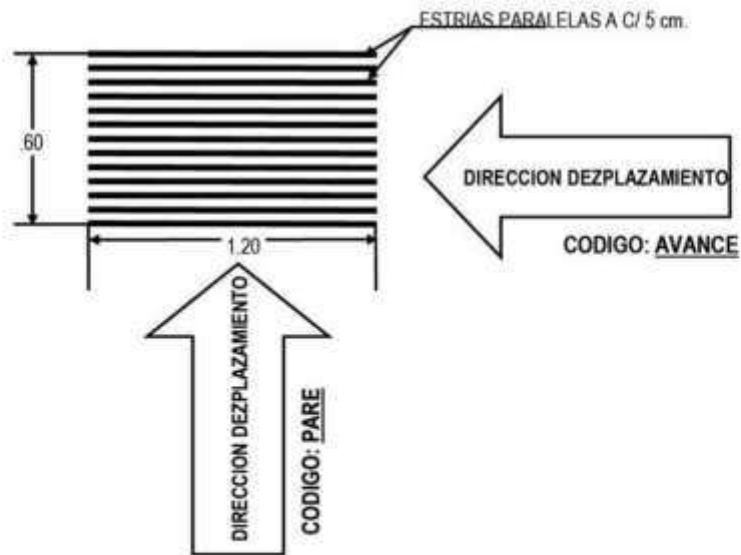 ESTRIAS PARALELAS A C/ 5 cm.
.60
1.20
DIRECCION DEZPLAZAMIENTO
CODIGO: AVANCE
DIRECCION DEZPLAZAMIENTO
CODIGO: PARE